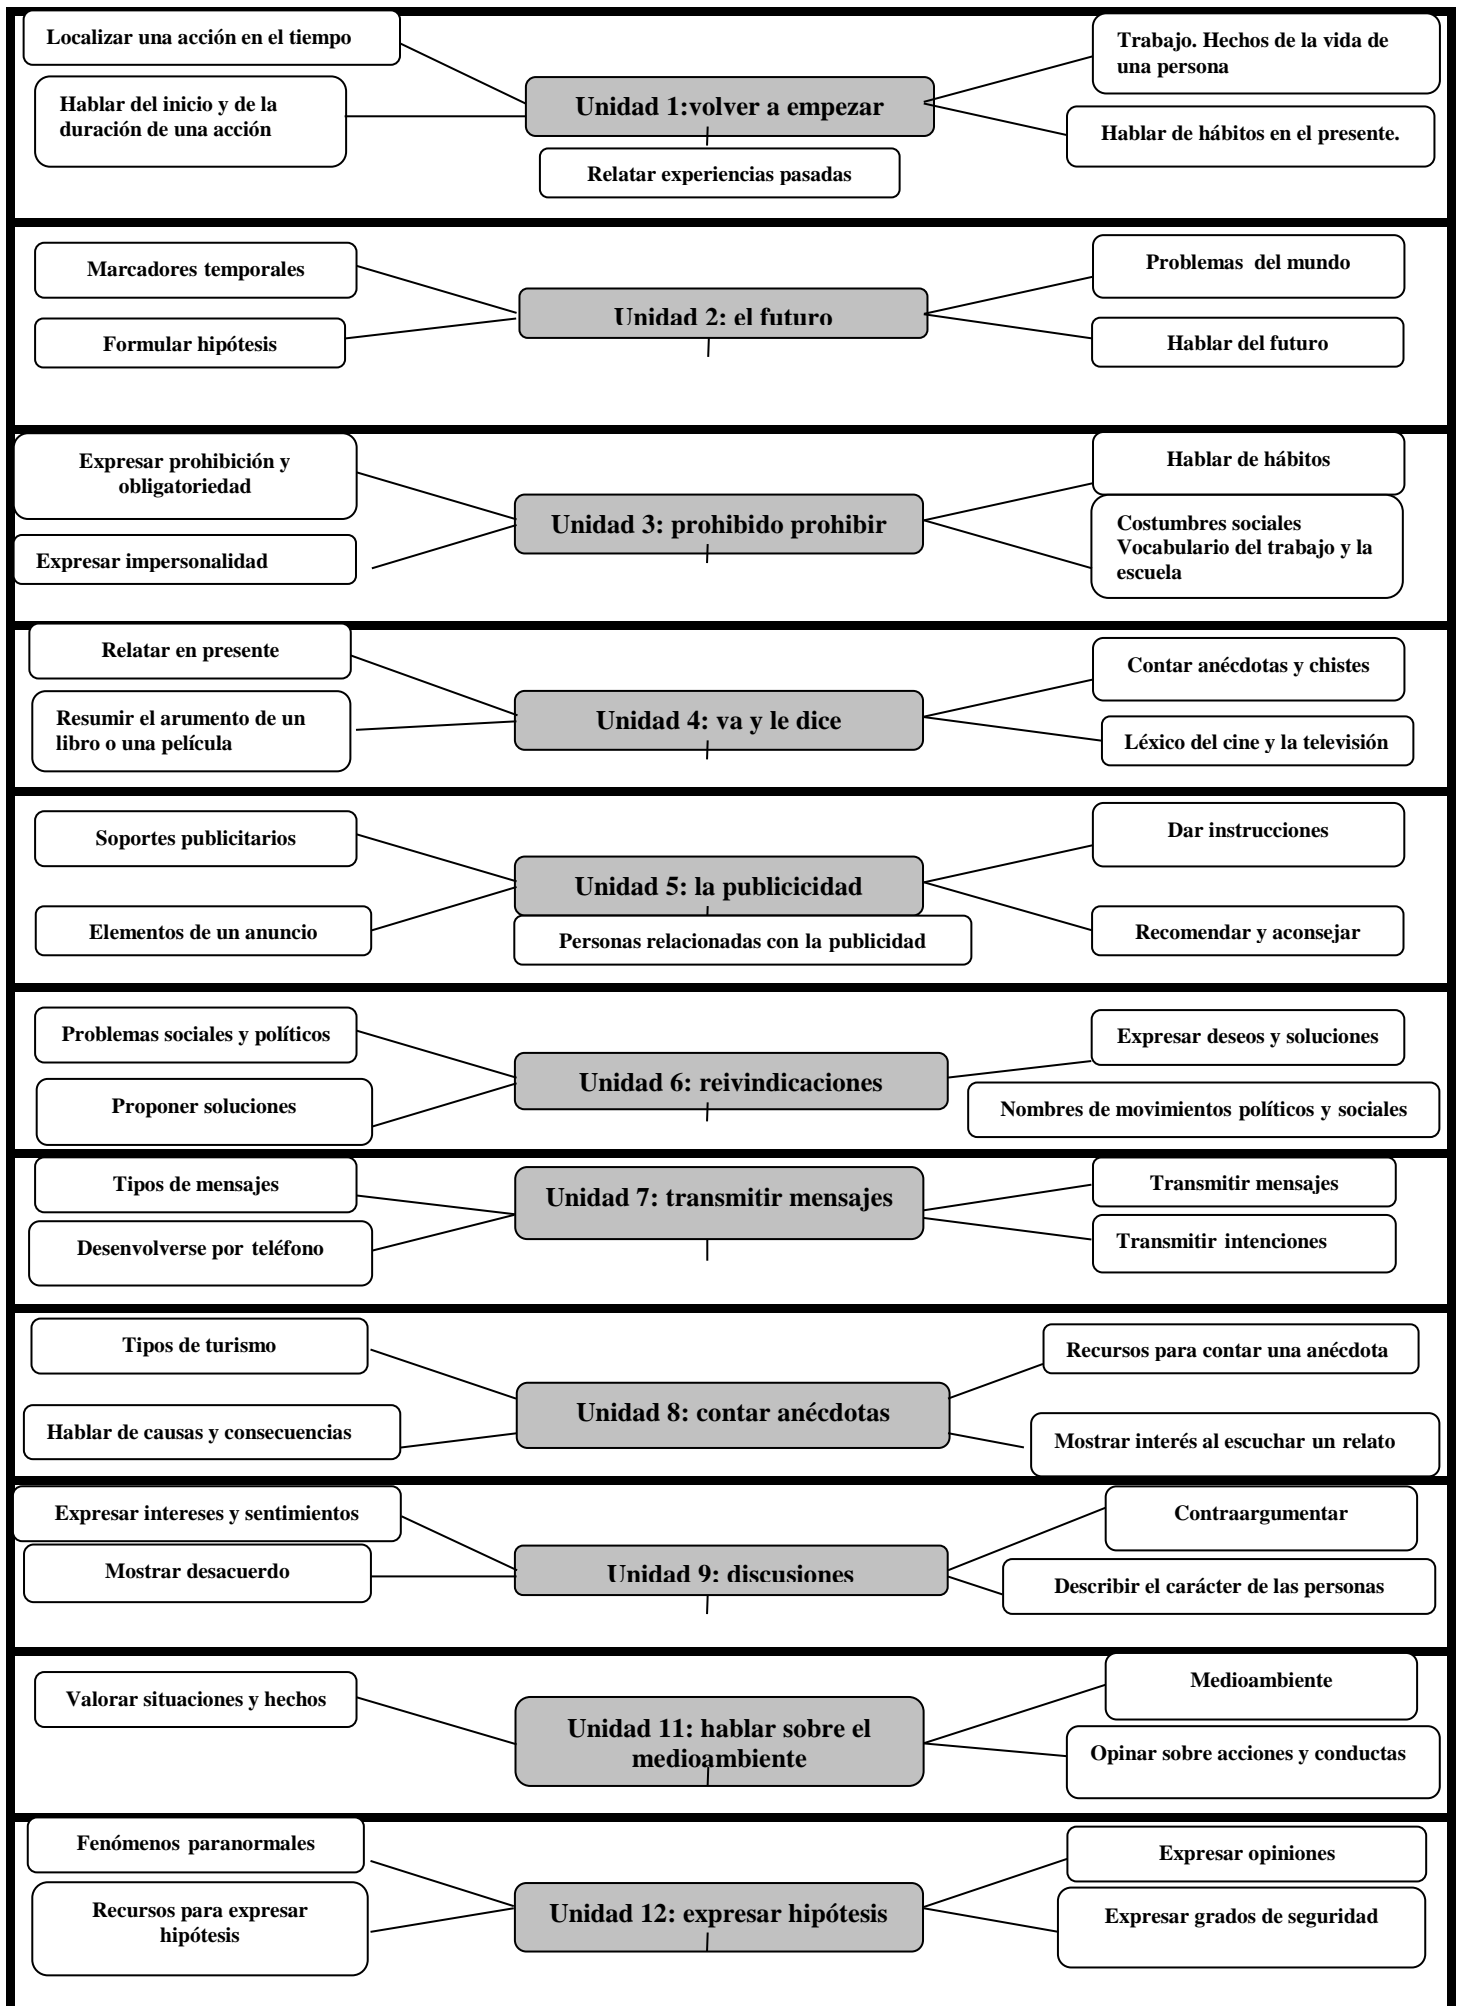 Localizar una acción en el tiempo
Trabajo. Hechos de la vida de
una persona
Hablar del inicio y de la
duración de una acción
Unidad 1:volver a empezar
Hablar de hábitos en el presente.
Relatar experiencias pasadas
Marcadores temporales
Problemas del mundo
Unidad 2: el futuro
Formular hipótesis
Hablar del futuro
Expresar prohibición y
obligatoriedad
Hablar de hábitos
Unidad 3: prohibido prohibir
Expresar impersonalidad
Costumbres sociales
Vocabulario del trabajo y la
escuela
Relatar en presente
Contar anécdotas y chistes
Unidad 4: va y le dice
Resumir el arumento de un
libro o una película
Léxico del cine y la televisión
Soportes publicitarios
Dar instrucciones
Unidad 5: la publicicidad
Elementos de un anuncio
Personas relacionadas con la publicidad
Recomendar y aconsejar
Problemas sociales y políticos
Expresar deseos y soluciones
Unidad 6: reivindicaciones
Proponer soluciones
Nombres de movimientos políticos y sociales
Tipos de mensajes
Transmitir mensajes
Unidad 7: transmitir mensajes
Desenvolverse por teléfono
Transmitir intenciones
Tipos de turismo
Recursos para contar una anécdota
Unidad 8: contar anécdotas
Hablar de causas y consecuencias
Mostrar interés al escuchar un relato
Expresar intereses y sentimientos
Contraargumentar
Mostrar desacuerdo
Unidad 9: discusiones
Describir el carácter de las personas
Valorar situaciones y hechos
Medioambiente
Unidad 11: hablar sobre el
medioambiente
Opinar sobre acciones y conductas
Fenómenos paranormales
Expresar opiniones
Recursos para expresar
hipótesis
Unidad 12: expresar hipótesis
Expresar grados de seguridad